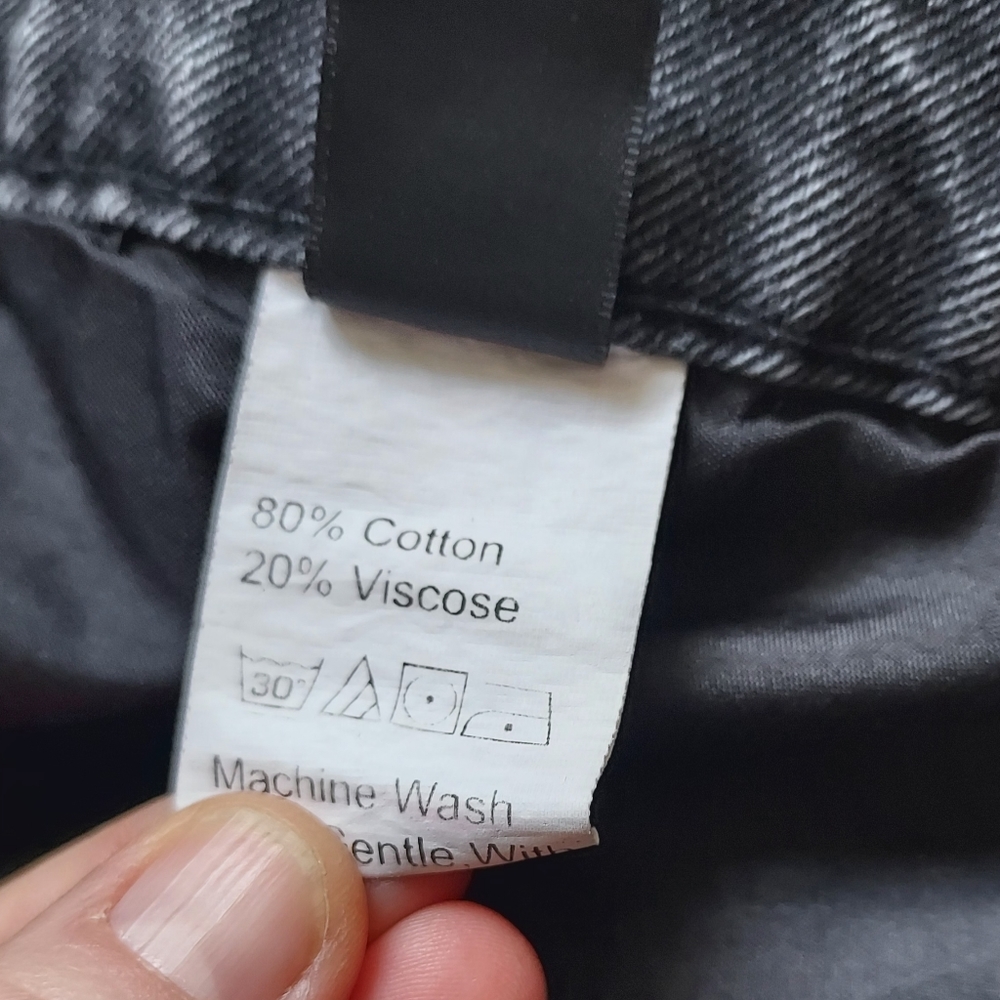 80% Cotton
20% Viscose
30°
Machine Wash